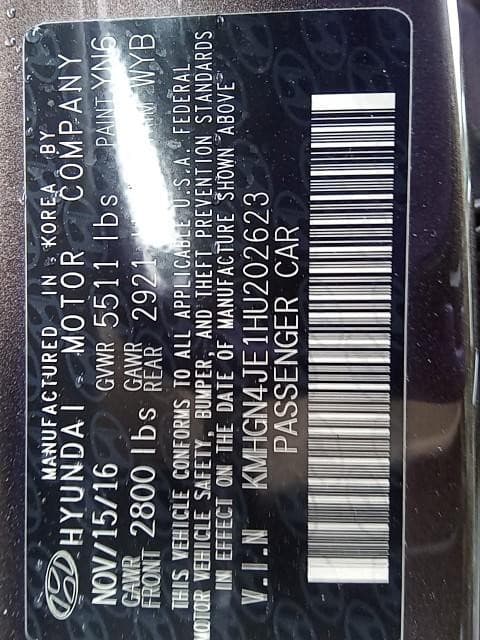 MANUFACTURED IN KOREA BY
HYUNDAI MOTOR COMPANY
NOV/15/16 GVWR 5511 lbs PAINT YN6
GAWR FRONT 2800 lbs GAWR REAR 2921 WYB
THIS VEHICLE CONFORMS TO ALL APPLICABLE U.S.A. FEDERAL
MOTOR VEHICLE SAFETY, BUMPER, AND THEFT PREVENTION STANDARDS
IN EFFECT ON THE DATE OF MANUFACTURE SHOWN ABOVE
V.I.N KMHGN4JE1HU202623
PASSENGER CAR